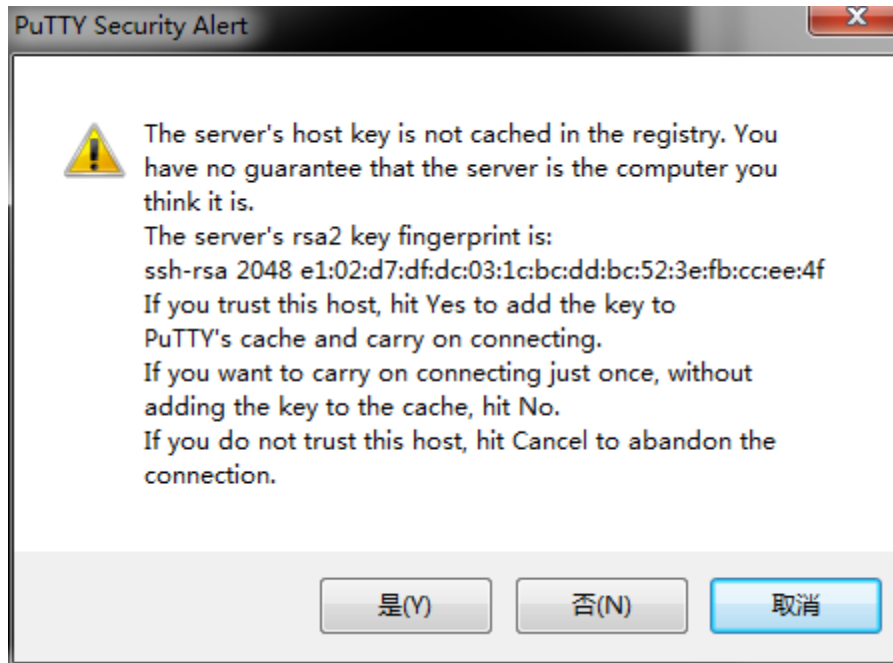 PuTTY Security Alert
The server's host key is not cached in the registry. You
have no guarantee that the server is the computer you
think it is.
The server's rsa2 key fingerprint is:
ssh-rsa 2048 e1:02:d7:df:dc:03:1c:bc:dd:bc:52:3e:fb:cc:ee:4f
If you trust this host, hit Yes to add the key to
PuTTY's cache and carry on connecting.
If you want to carry on connecting just once, without
adding the key to the cache, hit No.
If you do not trust this host, hit Cancel to abandon the
connection.
是(Y) 否(N) 取消